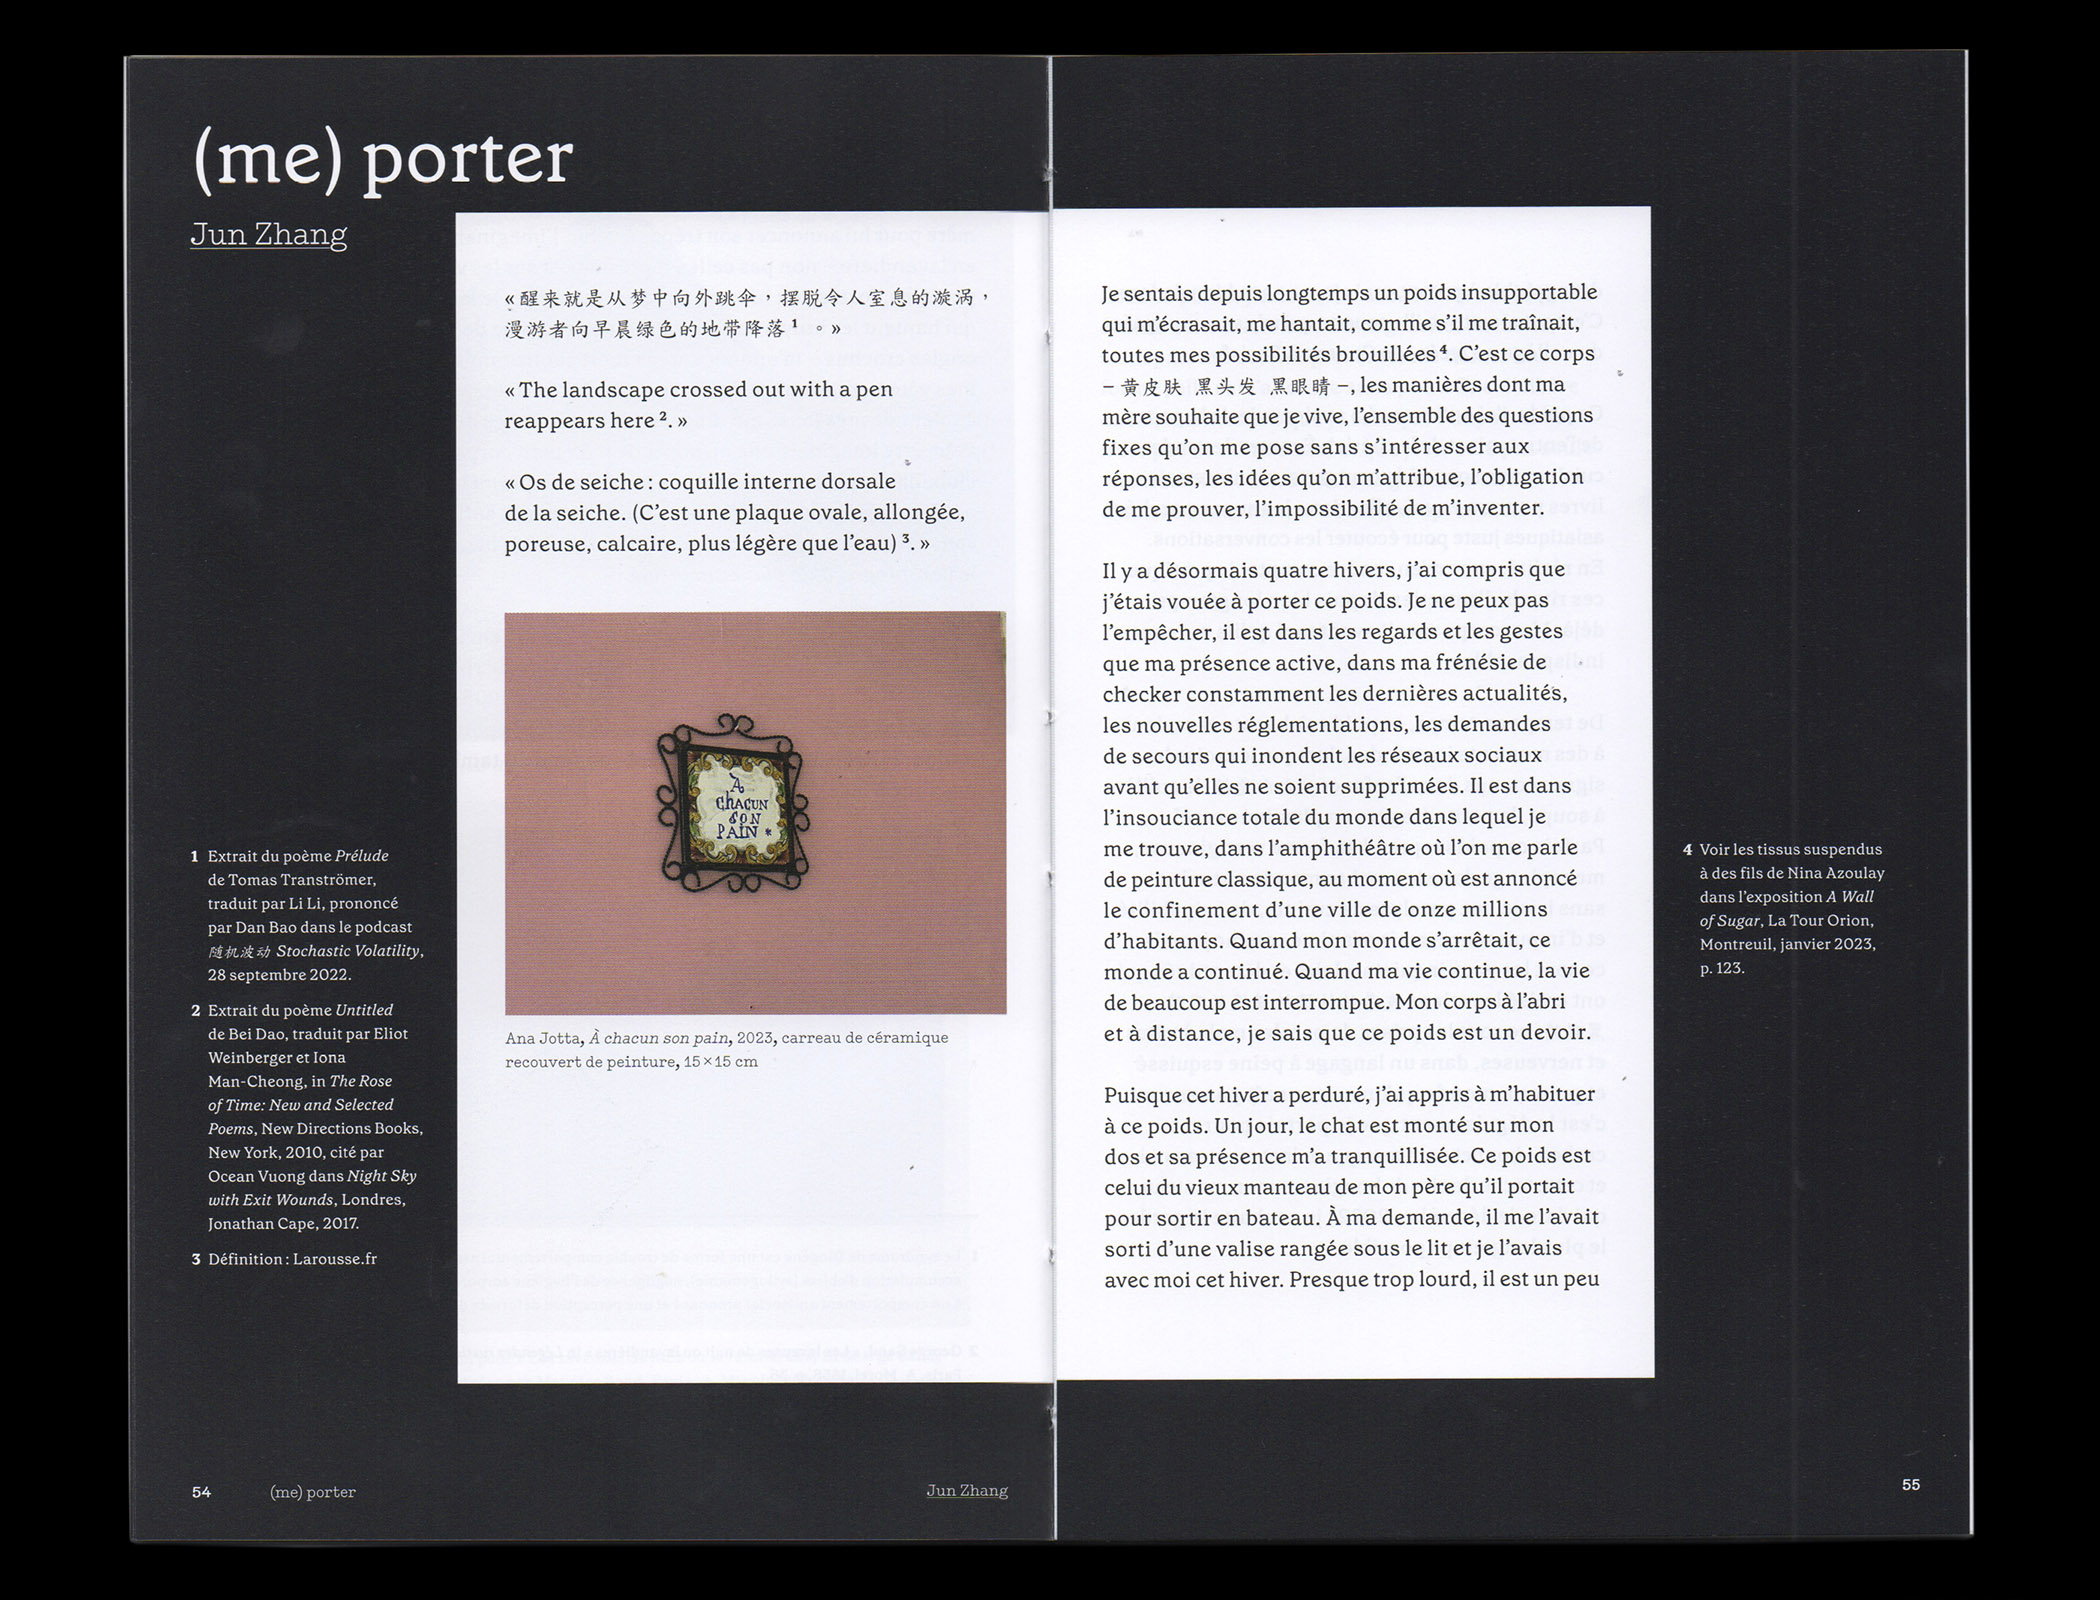 (me) porter
Jun Zhang
« 醒来就是从梦中向外跳伞，摆脱令人室息的漩涡，
漫游者向早晨绿色的地带降落 1 。 »
« The landscape crossed out with a pen
reappears here 2. »
« Os de seiche : coquille interne dorsale
de la seiche. (C’est une plaque ovale, allongée,
poreuse, calcaire, plus légère que l’eau) 3. »
À
chacun
son
pain *
Ana Jotta, À chacun son pain, 2023, carreau de céramique
recouvert de peinture, 15 × 15 cm
1 Extrait du poème Prélude
de Tomas Tranströmer,
traduit par Li Li, prononcé
par Dan Bao dans le podcast
随机波动 Stochastic Volatility,
28 septembre 2022.
2 Extrait du poème Untitled
de Bei Dao, traduit par Eliot
Weinberger et Iona
Man-Cheong, in The Rose
of Time: New and Selected
Poems, New Directions Books,
New York, 2010, cité par
Ocean Vuong dans Night Sky
with Exit Wounds, Londres,
Jonathan Cape, 2017.
3 Définition : Larousse.fr
54 (me) porter Jun Zhang
Je sentais depuis longtemps un poids insupportable
qui m’écrasait, me hantait, comme s’il me traînait,
toutes mes possibilités brouillées 4. C’est ce corps
– 黄皮肤 黑头发 黑眼睛 –, les manières dont ma
mère souhaite que je vive, l’ensemble des questions
fixes qu’on me pose sans s’intéresser aux
réponses, les idées qu’on m’attribue, l’obligation
de me prouver, l’impossibilité de m’inventer.
Il y a désormais quatre hivers, j’ai compris que
j’étais vouée à porter ce poids. Je ne peux pas
l’empêcher, il est dans les regards et les gestes
que ma présence active, dans ma frénésie de
checker constamment les dernières actualités,
les nouvelles réglementations, les demandes
de secours qui inondent les réseaux sociaux
avant qu’elles ne soient supprimées. Il est dans
l’insouciance totale du monde dans lequel je
me trouve, dans l’amphithéâtre où l’on me parle
de peinture classique, au moment où est annoncé
le confinement d’une ville de onze millions
d’habitants. Quand mon monde s’arrêtait, ce
monde a continué. Quand ma vie continue, la vie
de beaucoup est interrompue. Mon corps à l’abri
et à distance, je sais que ce poids est un devoir.
Puisque cet hiver a perduré, j’ai appris à m’habituer
à ce poids. Un jour, le chat est monté sur mon
dos et sa présence m’a tranquillisée. Ce poids est
celui du vieux manteau de mon père qu’il portait
pour sortir en bateau. À ma demande, il me l’avait
sorti d’une valise rangée sous le lit et je l’avais
avec moi cet hiver. Presque trop lourd, il est un peu
4 Voir les tissus suspendus
à des fils de Nina Azoulay
dans l’exposition A Wall
of Sugar, La Tour Orion,
Montreuil, janvier 2023,
p. 123.
55